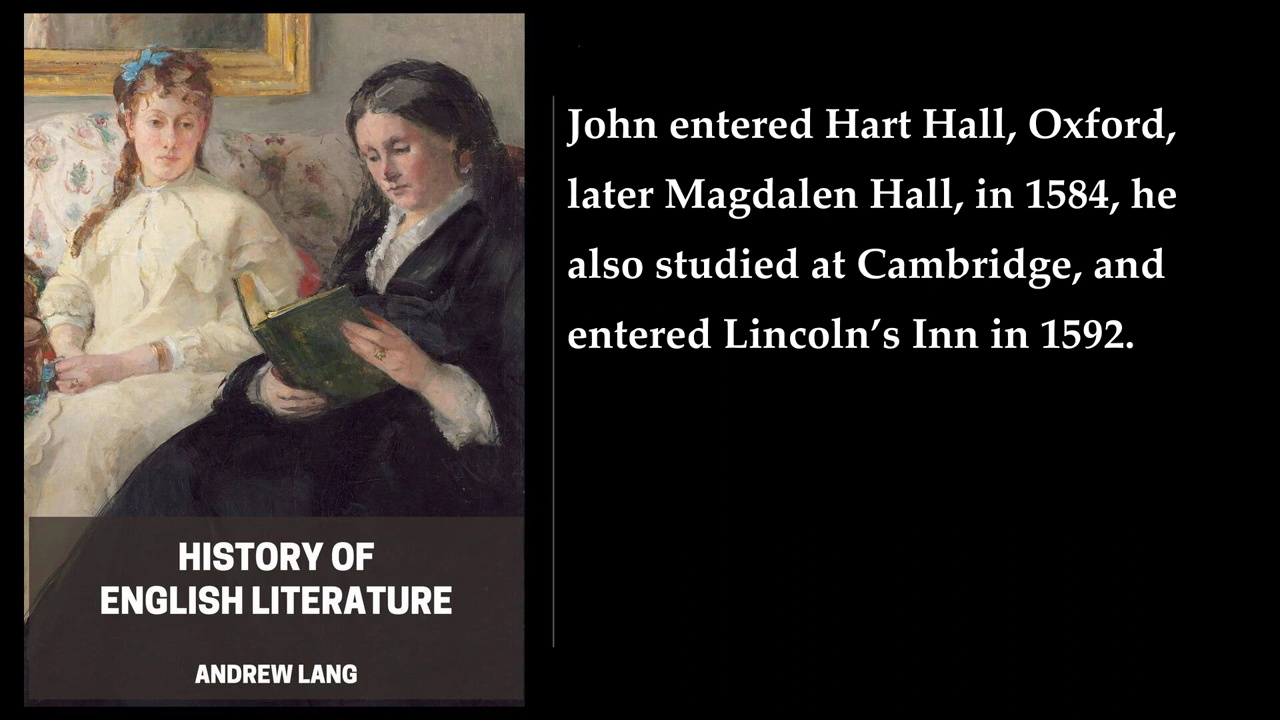 John entered Hart Hall, Oxford,
later Magdalen Hall, in 1584, he
also studied at Cambridge, and
entered Lincoln’s Inn in 1592.
HISTORY OF
ENGLISH LITERATURE
ANDREW LANG